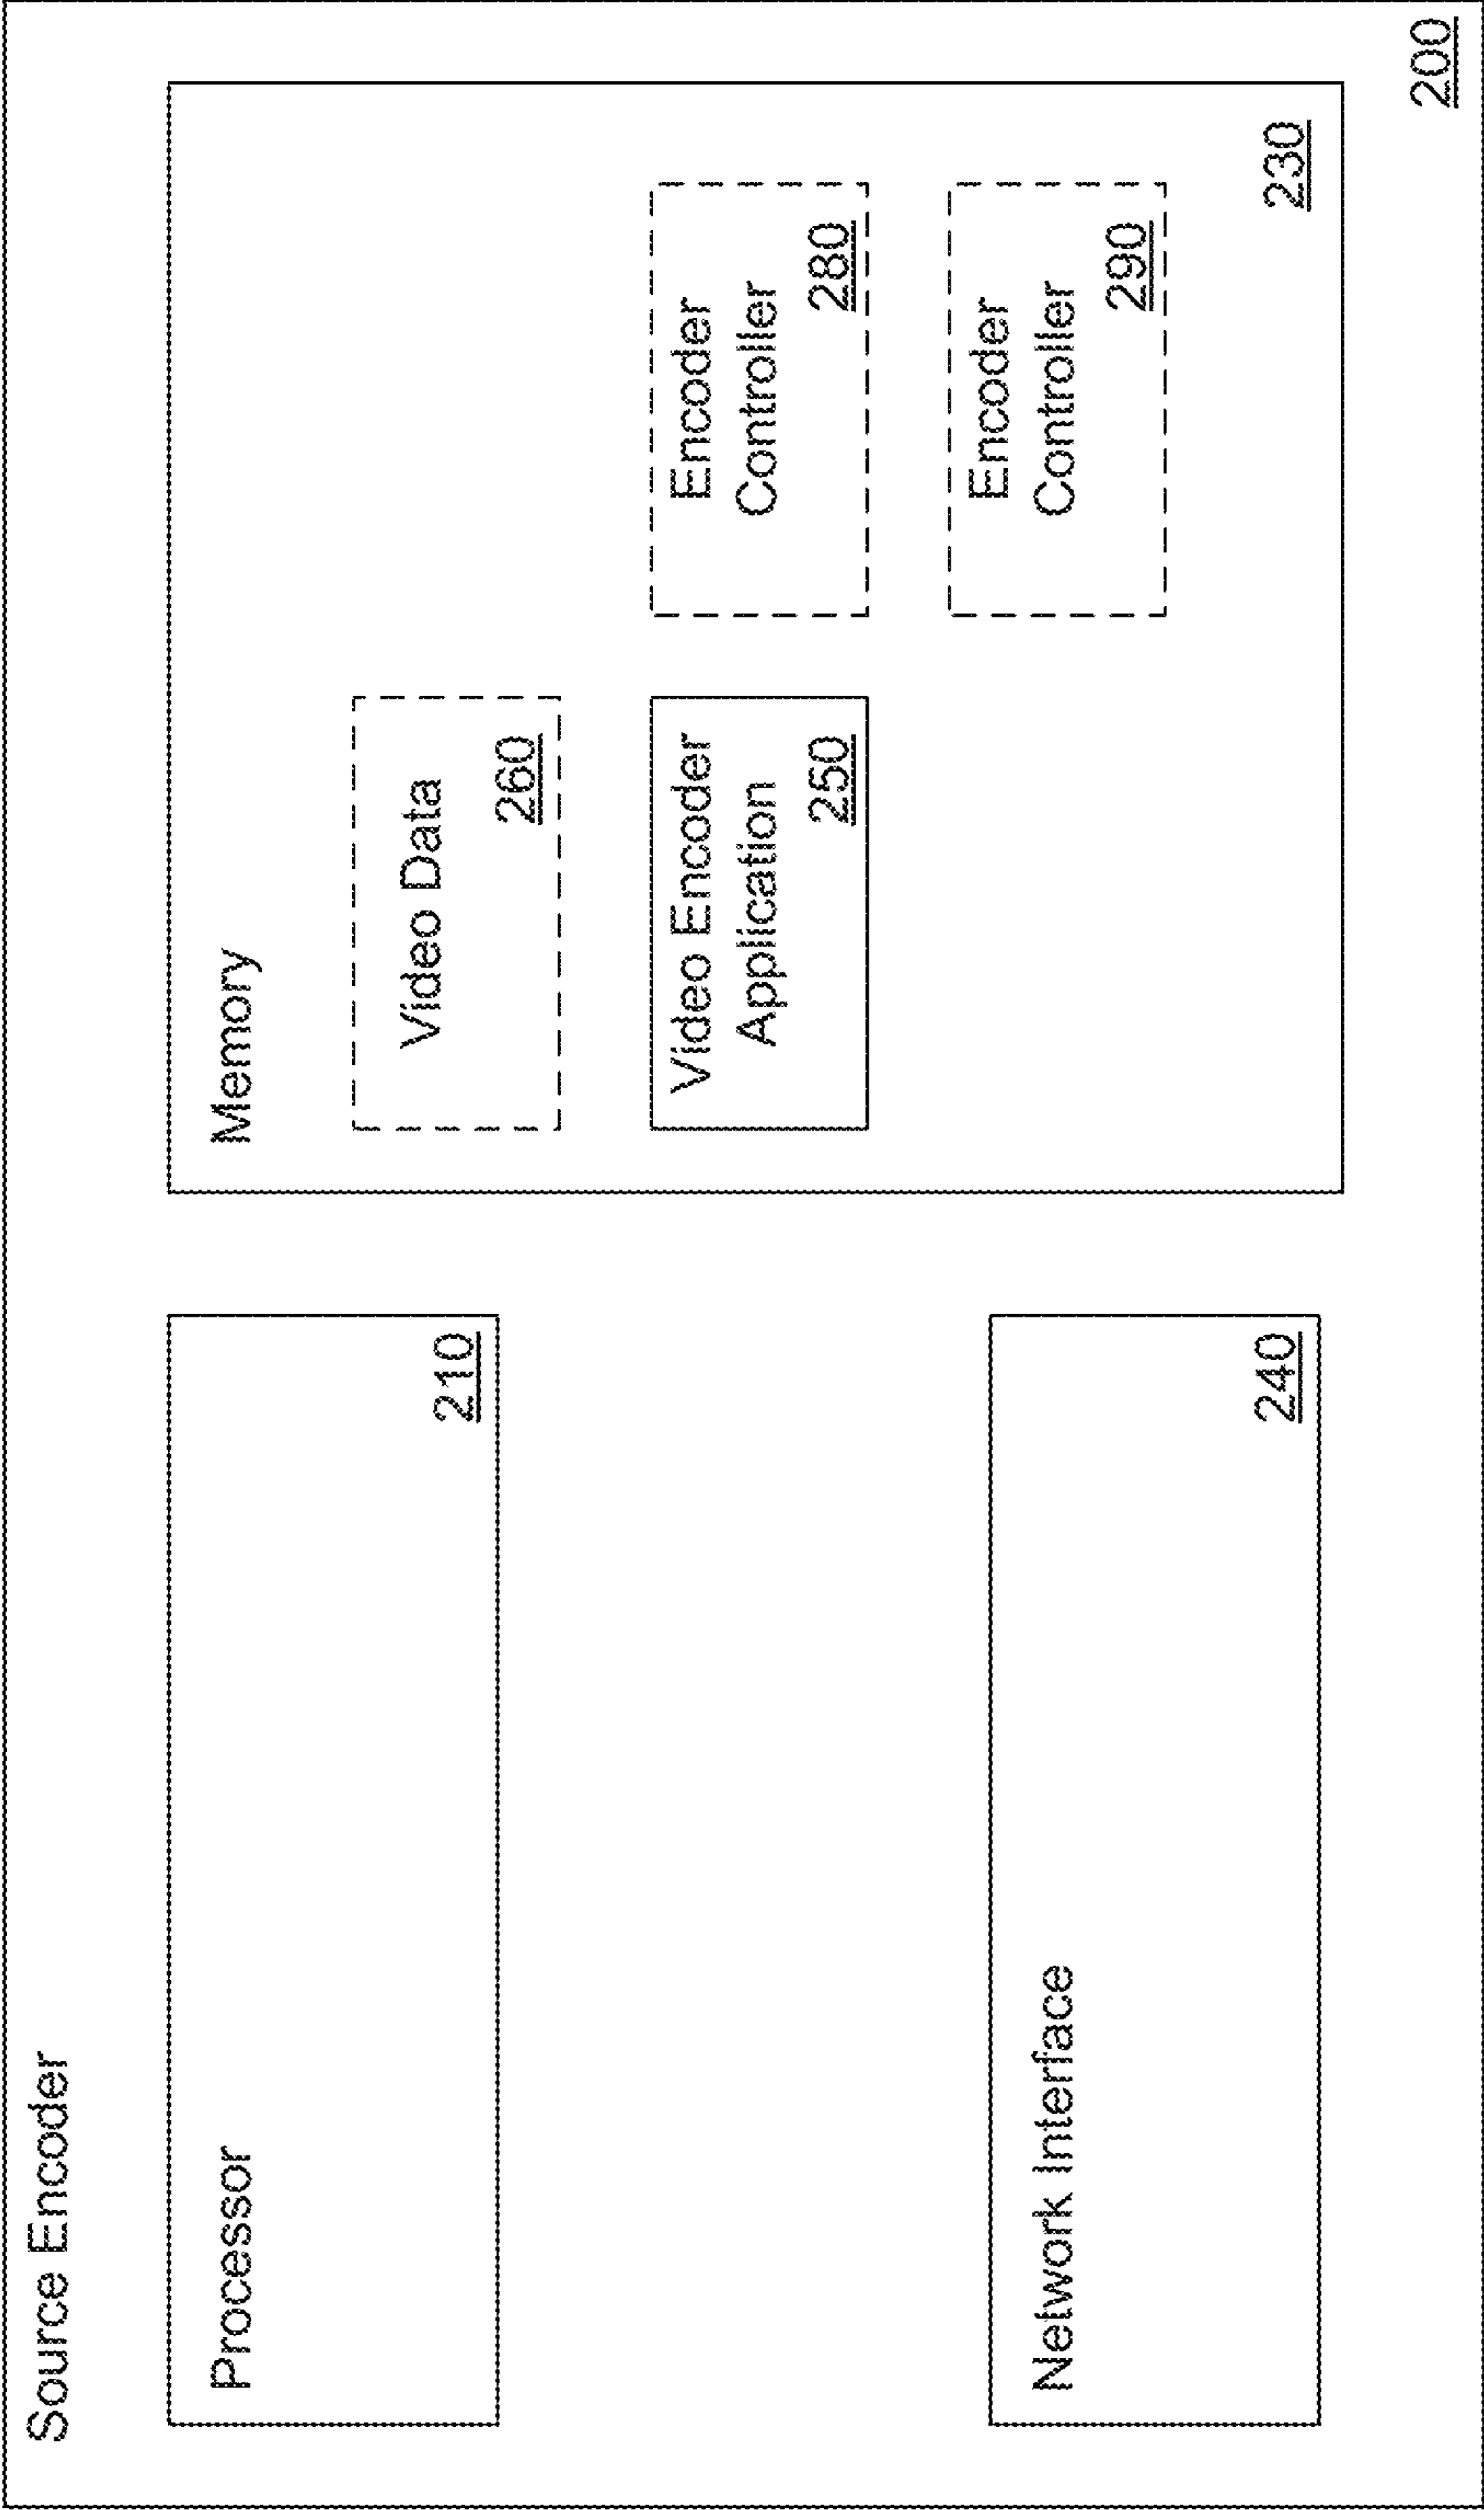 Source Encoder
Processor
210
Network Interface
240
Memory
Video Data
260
Video Encoder
Application
250
Encoder
Controller
280
Encoder
Controller
290
230
200